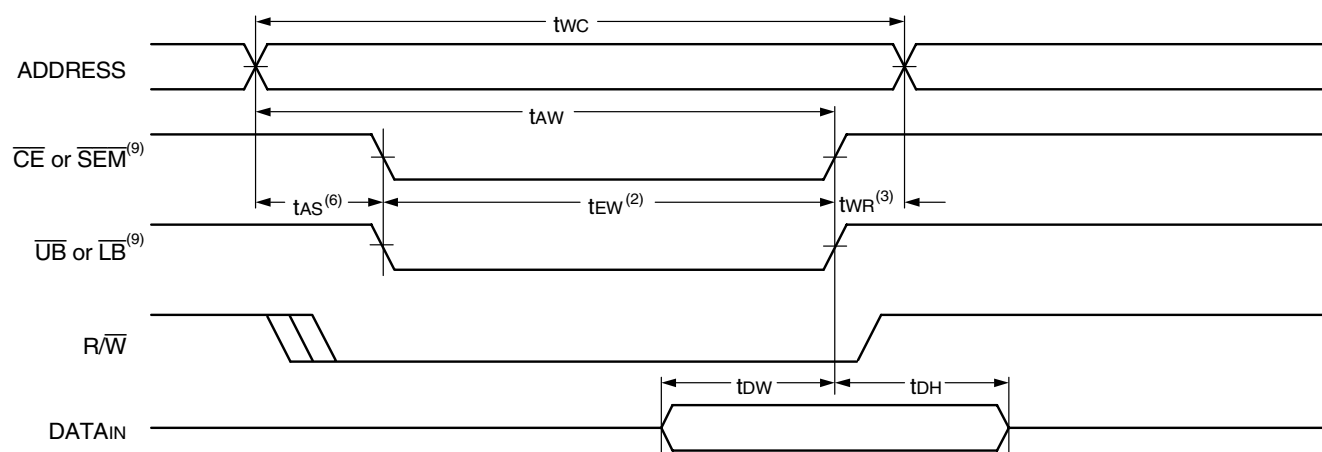 tWC
ADDRESS
tAW
CE or SEM(9)
tAS(6)
tEW(2)
tWR(3)
UB or LB(9)
R/W
tDW
tDH
DATAIN